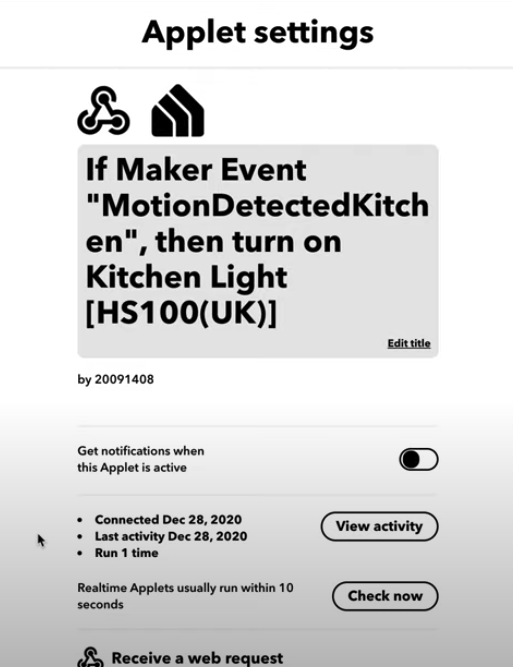 Applet settings
If Maker Event
"MotionDetectedKitch
en", then turn on
Kitchen Light
[HS100(UK)]
Edit title
by 20091408
Get notifications when
this Applet is active
• Connected Dec 28, 2020
• Last activity Dec 28, 2020
• Run 1 time
View activity
Realtime Applets usually run within 10
seconds
Check now
Receive a web request